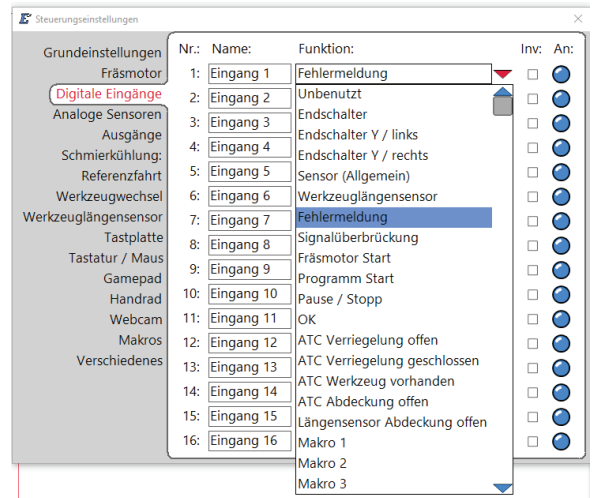 Steuerungseinstellungen
Grundeinstellungen
Fräsmotor
Digitale Eingänge
Analoge Sensoren
Ausgänge
Schmierkühlung:
Referenzfahrt
Werkzeugwechsel
Werkzeuglängensensor
Tastplatte
Tastatur / Maus
Gamepad
Handrad
Webcam
Makros
Verschiedenes
Nr.: Name: Funktion: Inv: An:
1: Eingang 1 Fehlermeldung
2: Eingang 2
3: Eingang 3
4: Eingang 4
5: Eingang 5
6: Eingang 6
7: Eingang 7
8: Eingang 8
9: Eingang 9
10: Eingang 10
11: Eingang 11
12: Eingang 12
13: Eingang 13
14: Eingang 14
15: Eingang 15
16: Eingang 16
Unbenutzt
Endschalter
Endschalter Y / links
Endschalter Y / rechts
Sensor (Allgemein)
Werkzeuglängensensor
Fehlermeldung
Signalüberbrückung
Fräsmotor Start
Programm Start
Pause / Stopp
OK
ATC Verriegelung offen
ATC Verriegelung geschlossen
ATC Werkzeug vorhanden
ATC Abdeckung offen
Längensensor Abdeckung offen
Makro 1
Makro 2
Makro 3